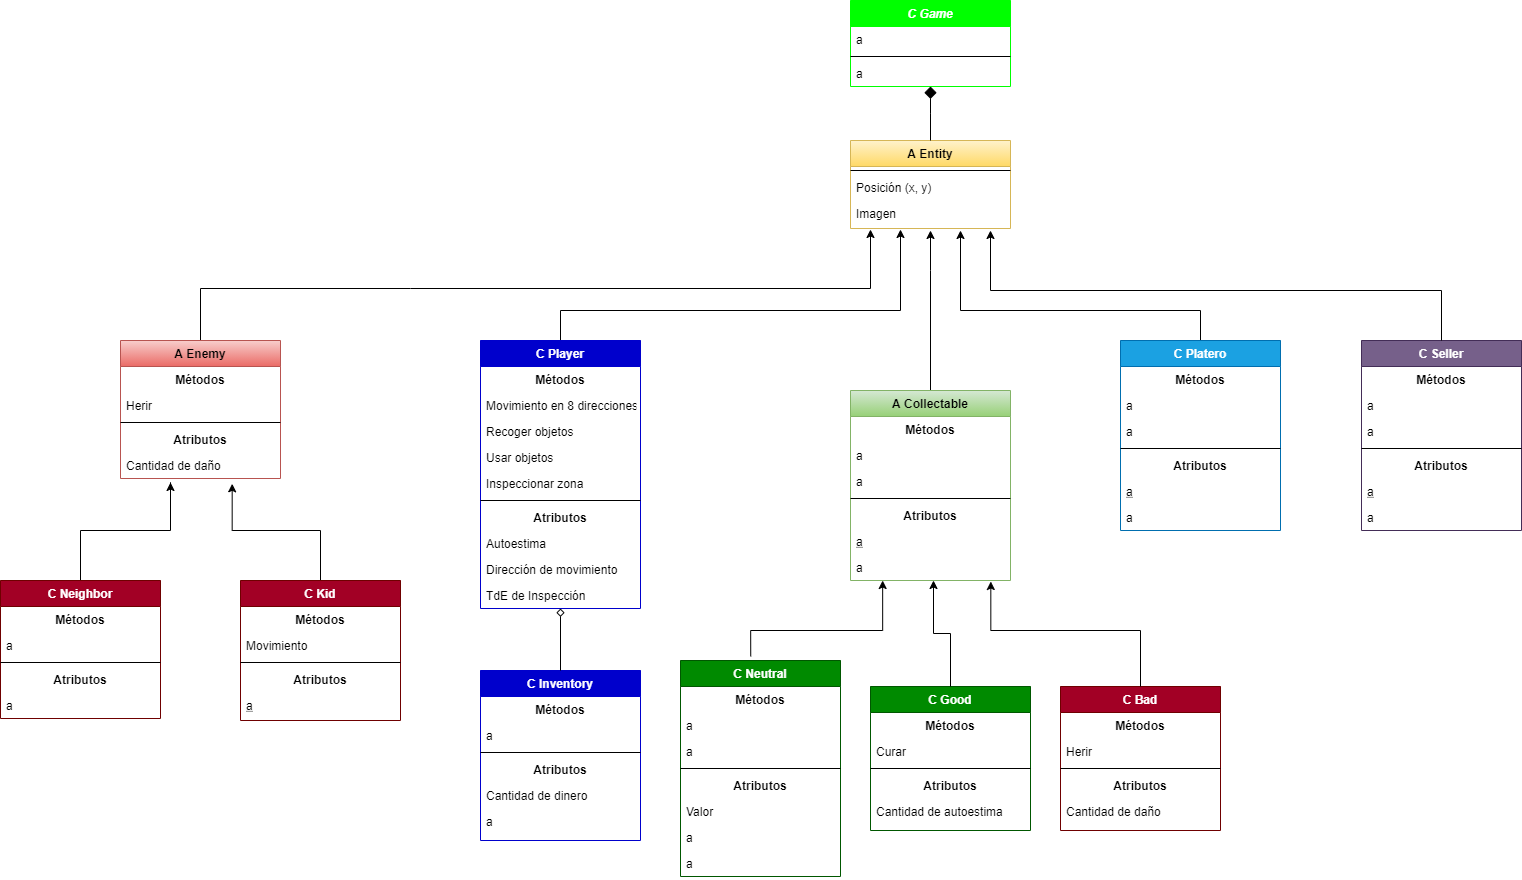 C Game
a
a
A Entity
Posición (x, y)
Imagen
A Enemy
Métodos
Herir
Atributos
Cantidad de daño
C Player
Métodos
Movimiento en 8 direcciones
Recoger objetos
Usar objetos
Inspeccionar zona
Atributos
Autoestima
Dirección de movimiento
TdE de Inspección
A Collectable
Métodos
a
a
Atributos
a
a
C Platero
Métodos
a
a
Atributos
a
a
C Seller
Métodos
a
a
Atributos
a
a
C Neighbor
Métodos
a
Atributos
a
C Kid
Métodos
Movimiento
Atributos
a
C Inventory
Métodos
a
Atributos
Cantidad de dinero
a
C Neutral
Métodos
a
a
Atributos
Valor
a
a
C Good
Métodos
Curar
Atributos
Cantidad de autoestima
C Bad
Métodos
Herir
Atributos
Cantidad de daño